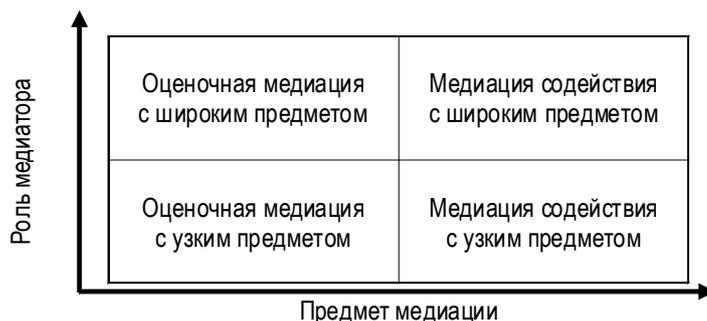 Роль медиатора
Оценочная медиация
с широким предметом
Медиация содействия
с широким предметом
Оценочная медиация
с узким предметом
Медиация содействия
с узким предметом
Предмет медиации